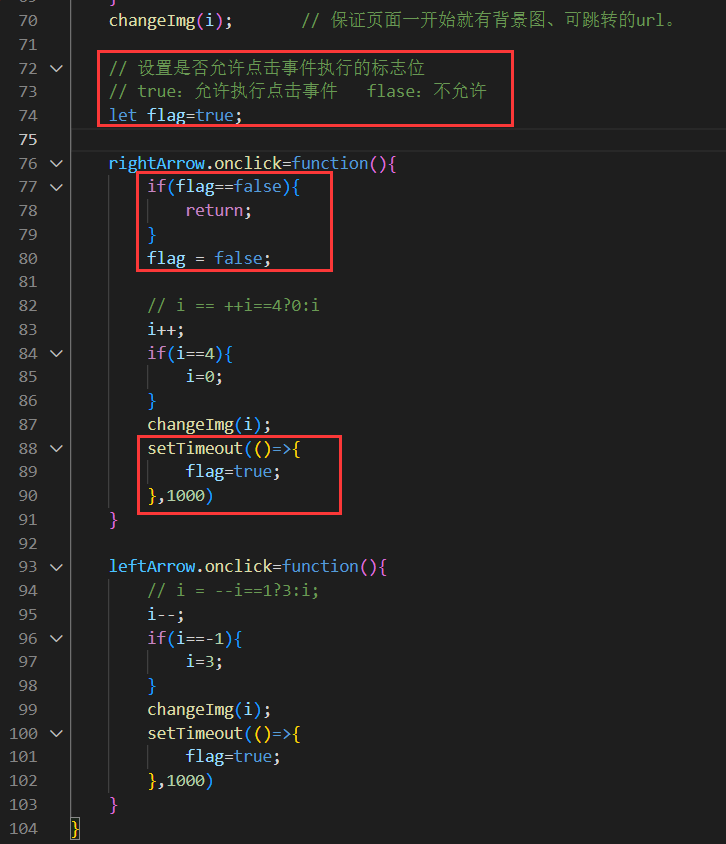 69 }
70 changeImg(i); // 保证页面一开始就有背景图、可跳转的url。
71
72 // 设置是否允许点击事件执行的标志位
73 // true：允许执行点击事件 flase：不允许
74 let flag=true;
75
76 rightArrow.onclick=function(){
77 if(flag==false){
78 return;
79 }
80 flag = false;
81
82 // i == ++i==4?0:i
83 i++;
84 if(i==4){
85 i=0;
86 }
87 changeImg(i);
88 setTimeout(()=>{
89 flag=true;
90 },1000)
91 }
92
93 leftArrow.onclick=function(){
94 // i = --i==1?3:i;
95 i--;
96 if(i==-1){
97 i=3;
98 }
99 changeImg(i);
100 setTimeout(()=>{
101 flag=true;
102 },1000)
103 }
104 }